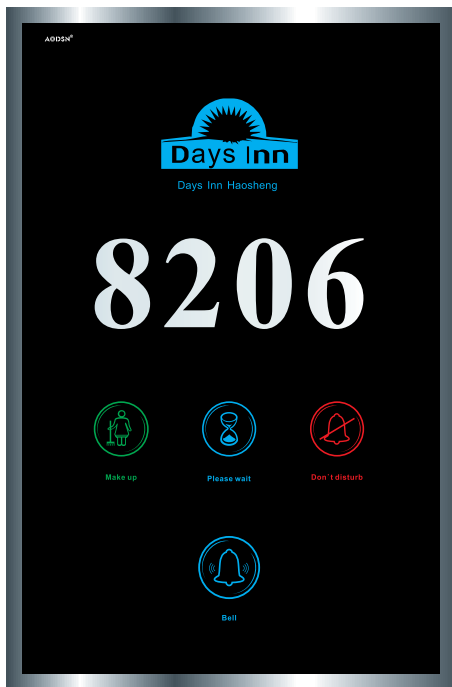 AODSN®
Days Inn
Days Inn Haosheng
8206
Make up
Please wait
Don't disturb
Bell